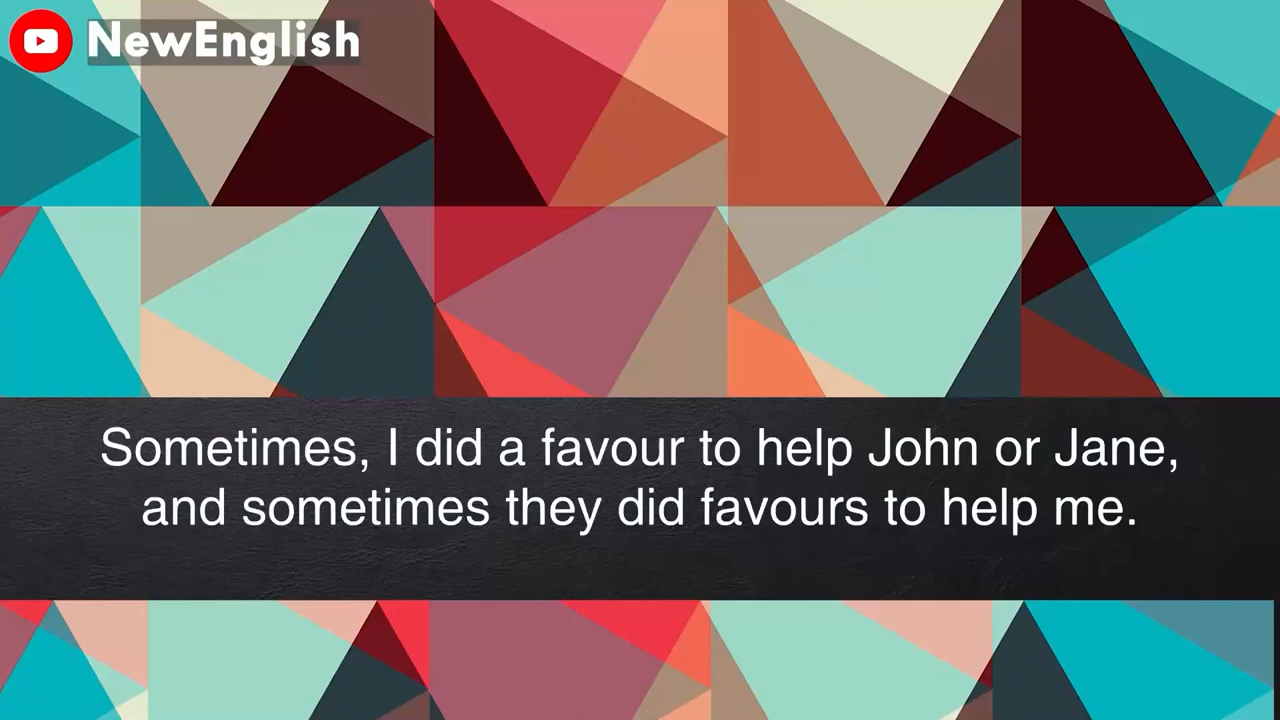 NewEnglish
Sometimes, I did a favour to help John or Jane,
and sometimes they did favours to help me.